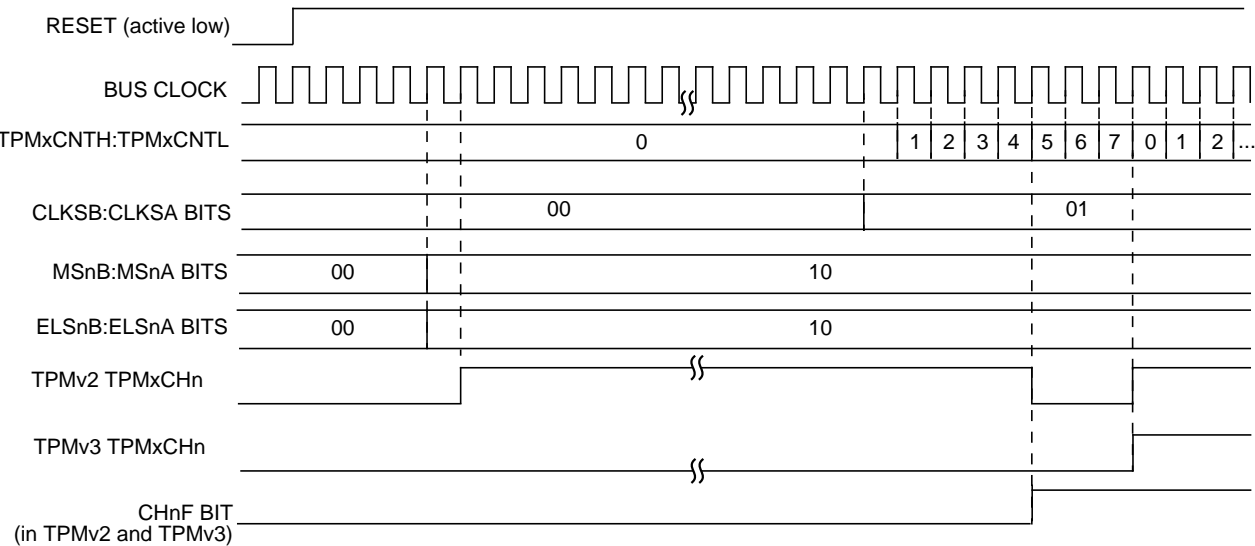 RESET (active low)
BUS CLOCK
TPMxCNTH:TPMxCNTL 0 1 2 3 4 5 6 7 0 1 2 ...
CLKSB:CLKSA BITS 00 01
MSnB:MSnA BITS 00 10
ELSnB:ELSnA BITS 00 10
TPMv2 TPMxCHn
TPMv3 TPMxCHn
CHnF BIT
(in TPMv2 and TPMv3)